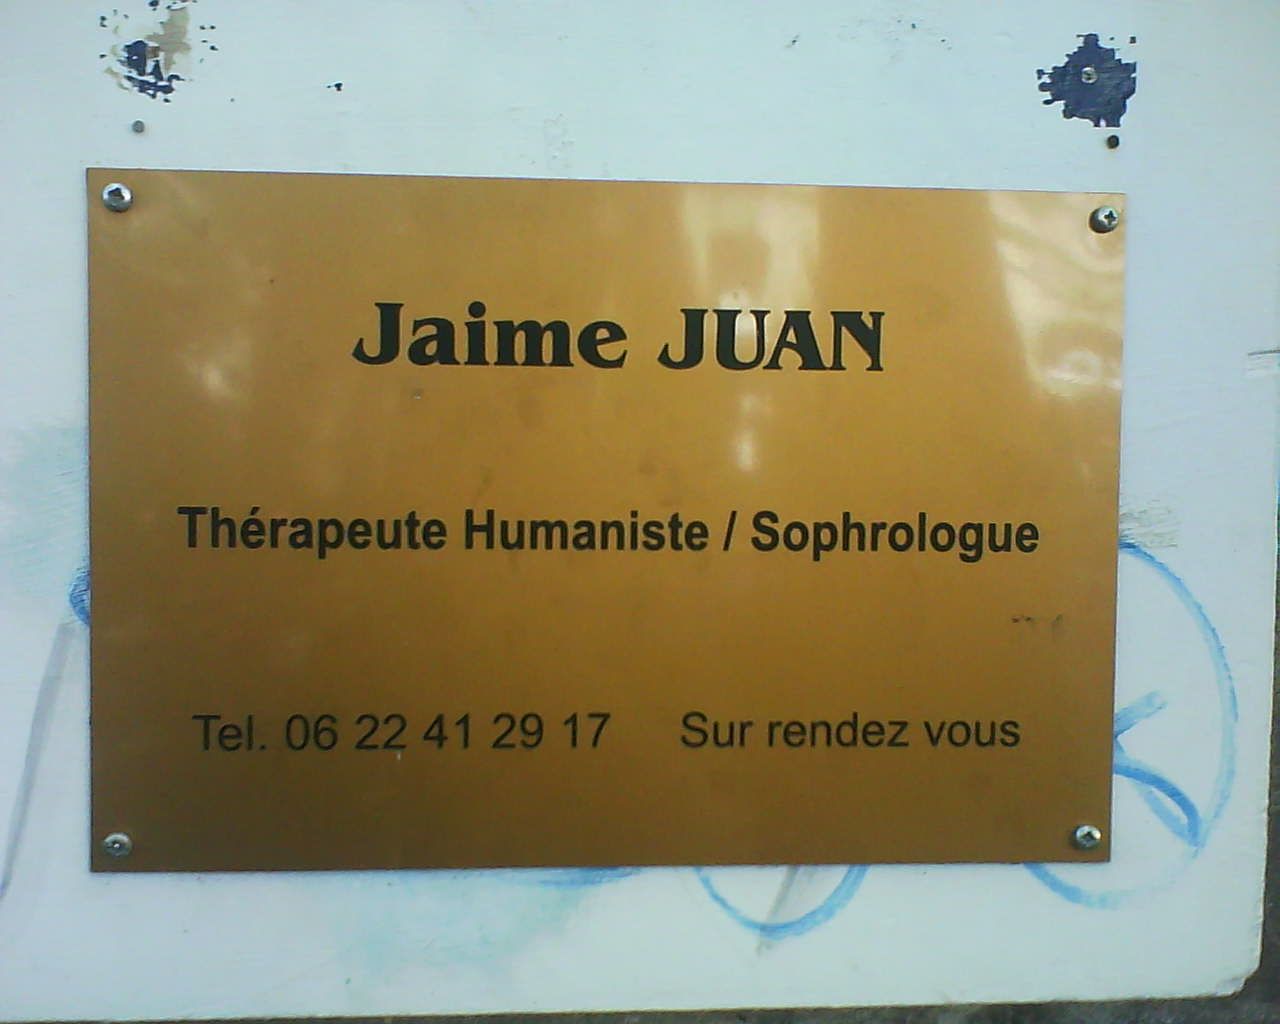 Jaime JUAN
Thérapeute Humaniste / Sophrologue
Tel. 06 22 41 29 17 Sur rendez vous